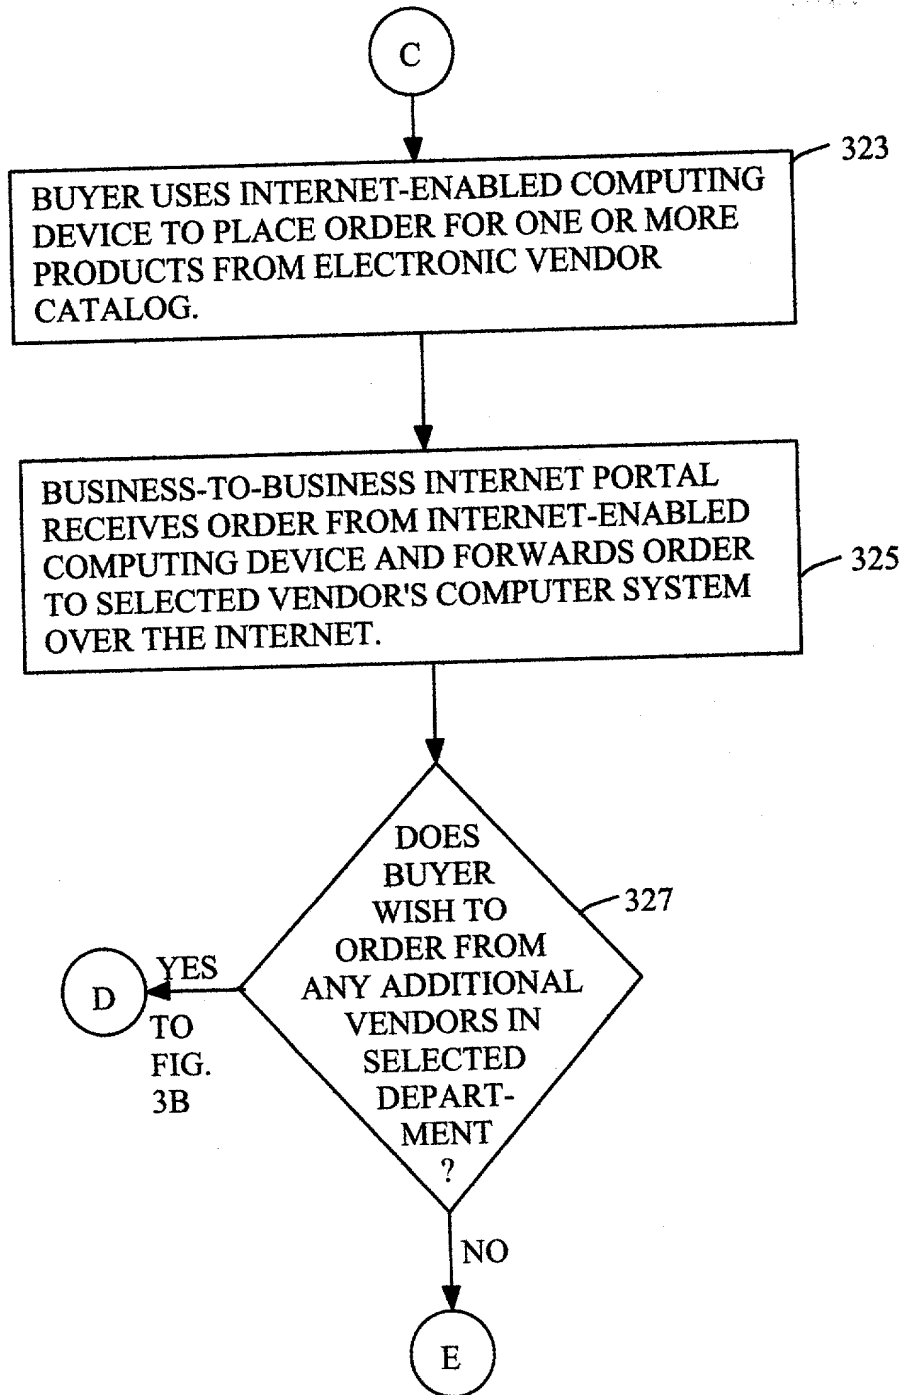 C
323
BUYER USES INTERNET-ENABLED COMPUTING
DEVICE TO PLACE ORDER FOR ONE OR MORE
PRODUCTS FROM ELECTRONIC VENDOR
CATALOG.
BUSINESS-TO-BUSINESS INTERNET PORTAL
RECEIVES ORDER FROM INTERNET-ENABLED
COMPUTING DEVICE AND FORWARDS ORDER
TO SELECTED VENDOR'S COMPUTER SYSTEM
OVER THE INTERNET.
325
DOES
BUYER
WISH TO
ORDER FROM
ANY ADDITIONAL
VENDORS IN
SELECTED
DEPART-
MENT
?
327
YES
D
TO
FIG.
3B
NO
E